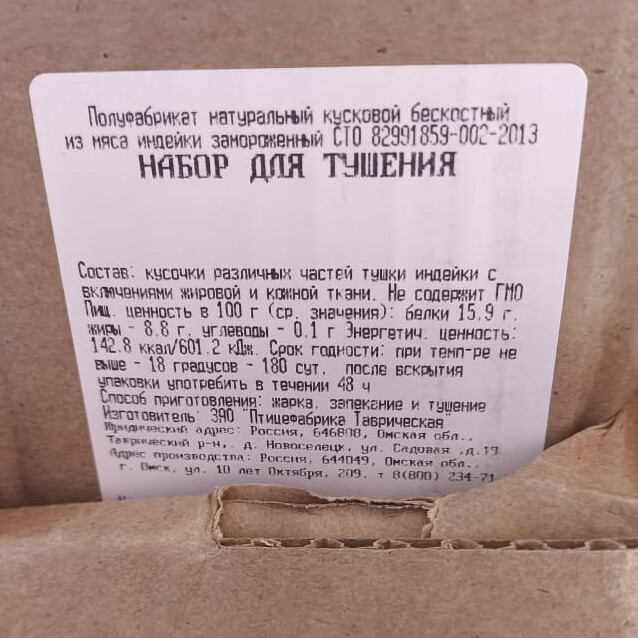 Полуфабрикат натуральный кусковой бескостный
из мяса индейки замороженный СТО 82991859-002-2013
НАБОР ДЛЯ ТУШЕНИЯ
Состав: кусочки различных частей тушки индейки с
включениями жировой и кожной ткани. Не содержит ГМО
Пищ. ценность в 100 г (ср. значения): белки 15.9 г.
жиры - 8.8 г, углеводы - 0.1 г Энергетич. ценность:
142.8 ккал/601.2 кДж. Срок годности: при темп-ре не
выше - 18 градусов - 180 сут, после вскрытия
упаковки употребить в течении 48 ч
Способ приготовления: жарка, запекание и тушение
Изготовитель: ЗАО "Птицефабрика Таврическая"
Юридический адрес: Россия, 646808, Омская обл.,
Таврический р-н, д. Новоселецк, ул. Садовая ,д.19
Адрес производства: Россия, 644049, Омская обл.,
г. Омск, ул. 10 лет Октября, 209, т 8(800) 234-71